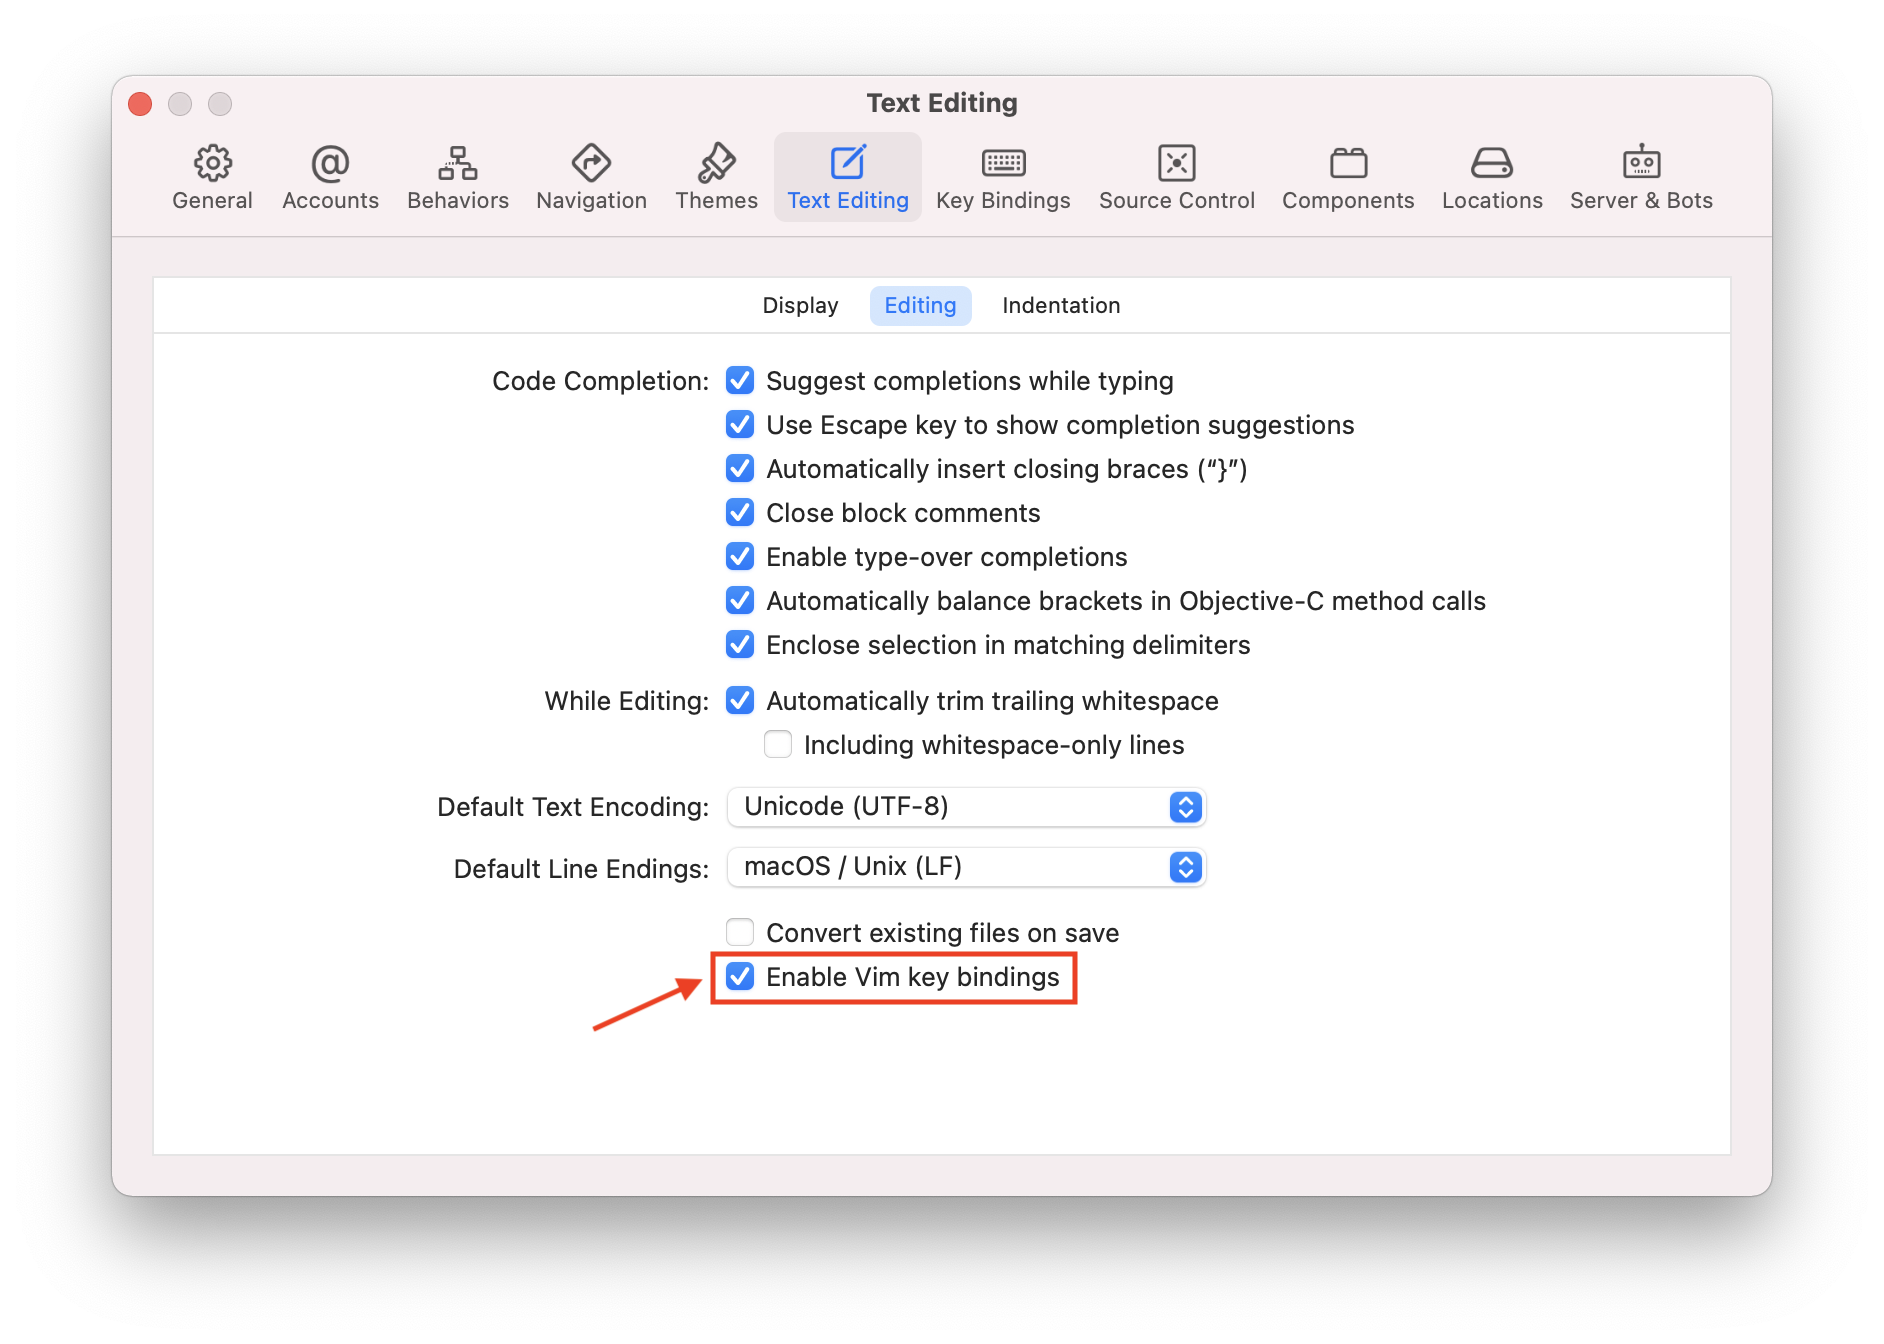 Text Editing
General Accounts Behaviors Navigation Themes Text Editing Key Bindings Source Control Components Locations Server & Bots
Display Editing Indentation
Code Completion: Suggest completions while typing
Use Escape key to show completion suggestions
Automatically insert closing braces (“}”)
Close block comments
Enable type-over completions
Automatically balance brackets in Objective-C method calls
Enclose selection in matching delimiters
While Editing: Automatically trim trailing whitespace
Including whitespace-only lines
Default Text Encoding: Unicode (UTF-8)
Default Line Endings: macOS / Unix (LF)
Convert existing files on save
Enable Vim key bindings